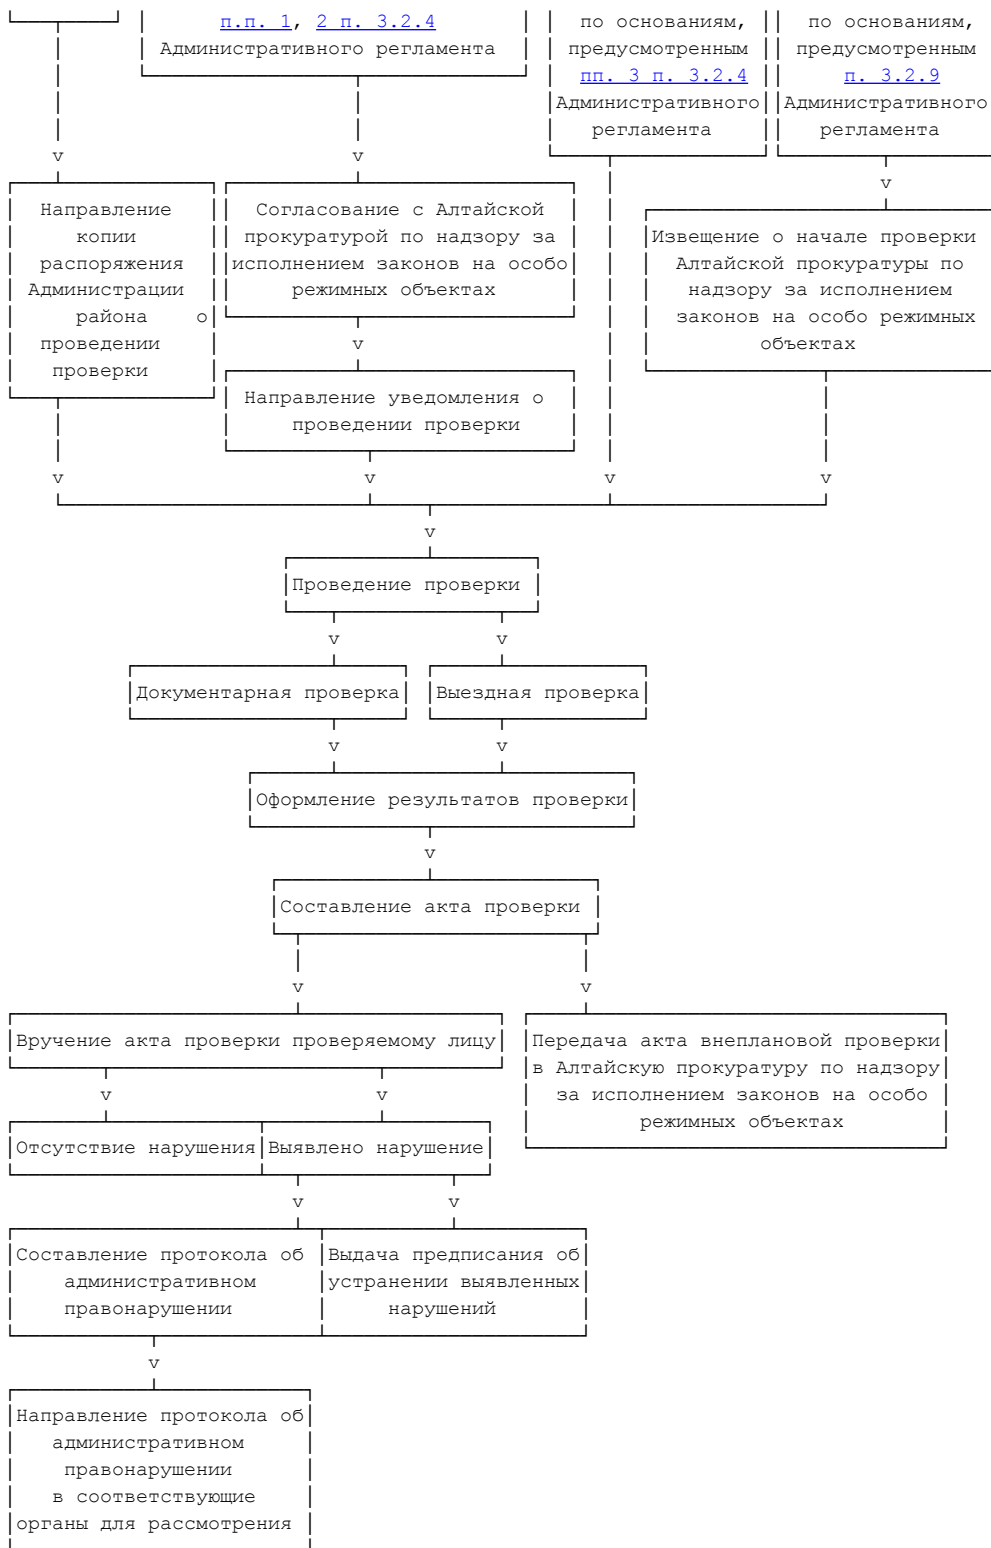 п.п. 1, 2 п. 3.2.4
Административного регламента
по основаниям,
предусмотренным
пп. 3 п. 3.2.4
Административного
регламента
по основаниям,
предусмотренным
п. 3.2.9
Административного
регламента
v
v
v
Направление
копии
распоряжения
Администрации
района о
проведении
проверки
Согласование с Алтайской
прокуратурой по надзору за
исполнением законов на особо
режимных объектах
Извещение о начале проверки
Алтайской прокуратуры по
надзору за исполнением
законов на особо режимных
объектах
v
Направление уведомления о
проведении проверки
v
v
v
v
v
Проведение проверки
v
v
Документарная проверка
Выездная проверка
v
v
Оформление результатов проверки
v
Составление акта проверки
v
v
Вручение акта проверки проверяемому лицу
Передача акта внеплановой проверки
в Алтайскую прокуратуру по надзору
за исполнением законов на особо
режимных объектах
v
v
Отсутствие нарушения
Выявлено нарушение
v
v
Составление протокола об
административном
правонарушении
Выдача предписания об
устранении выявленных
нарушений
v
Направление протокола об
административном
правонарушении
в соответствующие
органы для рассмотрения